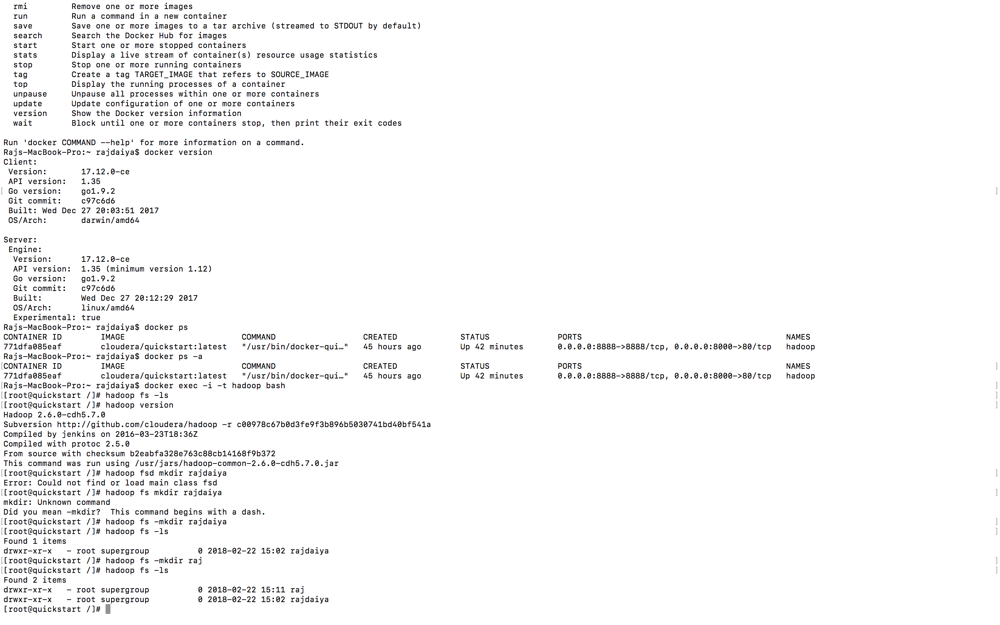 rmi         Remove one or more images
run         Run a command in a new container
save        Save one or more images to a tar archive (streamed to STDOUT by default)
search      Search the Docker Hub for images
start       Start one or more stopped containers
stats       Display a live stream of container(s) resource usage statistics
stop        Stop one or more running containers
tag         Create a tag TARGET_IMAGE that refers to SOURCE_IMAGE
top         Display the running processes of a container
unpause     Unpause all processes within one or more containers
update      Update configuration of one or more containers
version     Show the Docker version information
wait        Block until one or more containers stop, then print their exit codes
Run 'docker COMMAND --help' for more information on a command.
Rajs-MacBook-Pro:~ rajdaiya$ docker version
Client:
Version:       17.12.0-ce
API version:   1.35
[ Go version:    go1.9.2 ]
Git commit:    c97c6d6
Built: Wed Dec 27 20:03:51 2017
OS/Arch:       darwin/amd64
Server:
Engine:
Version:      17.12.0-ce
API version:  1.35 (minimum version 1.12)
Go version:   go1.9.2
Git commit:   c97c6d6
Built:        Wed Dec 27 20:12:29 2017
OS/Arch:      linux/amd64
Experimental: true
Rajs-MacBook-Pro:~ rajdaiya$ docker ps
CONTAINER ID        IMAGE                        COMMAND                  CREATED             STATUS              PORTS                                          NAMES
771dfa085eaf        cloudera/quickstart:latest   "/usr/bin/docker-qui…"   45 hours ago        Up 42 minutes       0.0.0.0:8888->8888/tcp, 0.0.0.0:8000->80/tcp   hadoop
Rajs-MacBook-Pro:~ rajdaiya$ docker ps -a
[CONTAINER ID        IMAGE                        COMMAND                  CREATED             STATUS              PORTS                                          NAMES ]
771dfa085eaf        cloudera/quickstart:latest   "/usr/bin/docker-qui…"   45 hours ago        Up 42 minutes       0.0.0.0:8888->8888/tcp, 0.0.0.0:8000->80/tcp   hadoop
[Rajs-MacBook-Pro:~ rajdaiya$ docker exec -i -t hadoop bash ]
[[root@quickstart /]# hadoop fs -ls ]
[[root@quickstart /]# hadoop version ]
Hadoop 2.6.0-cdh5.7.0
Subversion http://github.com/cloudera/hadoop -r c00978c67b0d3fe9f3b896b5030741bd40bf541a
Compiled by jenkins on 2016-03-23T18:36Z
Compiled with protoc 2.5.0
From source with checksum b2eabfa328e763c88cb14168f9b372
This command was run using /usr/jars/hadoop-common-2.6.0-cdh5.7.0.jar
[[root@quickstart /]# hadoop fsd mkdir rajdaiya ]
Error: Could not find or load main class fsd
[[root@quickstart /]# hadoop fs mkdir rajdaiya ]
mkdir: Unknown command
Did you mean -mkdir?  This command begins with a dash.
[[root@quickstart /]# hadoop fs -mkdir rajdaiya ]
[[root@quickstart /]# hadoop fs -ls ]
Found 1 items
drwxr-xr-x   - root supergroup          0 2018-02-22 15:02 rajdaiya
[[root@quickstart /]# hadoop fs -mkdir raj ]
[[root@quickstart /]# hadoop fs -ls ]
Found 2 items
drwxr-xr-x   - root supergroup          0 2018-02-22 15:11 raj
drwxr-xr-x   - root supergroup          0 2018-02-22 15:02 rajdaiya
[root@quickstart /]#